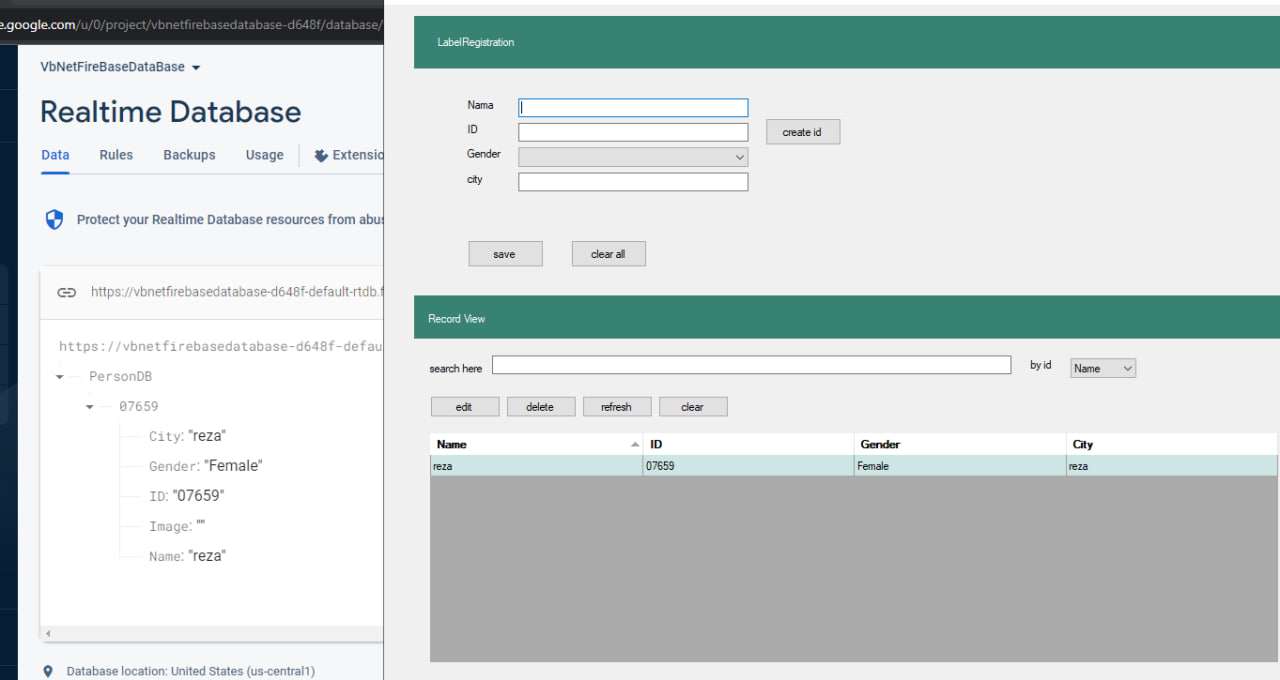 e.google.com/u/0/project/vbnetfirebasedatabase-d648f/database/
VbNetFireBaseDataBase
Realtime Database
Data Rules Backups Usage Extensio
Protect your Realtime Database resources from abus
https://vbnetfirebasedatabase-d648f-default-rtdb.f
https://vbnetfirebasedatabase-d648f-defau
PersonDB
07659
City: "reza"
Gender: "Female"
ID: "07659"
Image: ""
Name: "reza"
Database location: United States (us-central1)
LabelRegistration
Nama
ID
create id
Gender
city
save clear all
Record View
search here by id Name
edit delete refresh clear
Name ID Gender City
reza 07659 Female reza